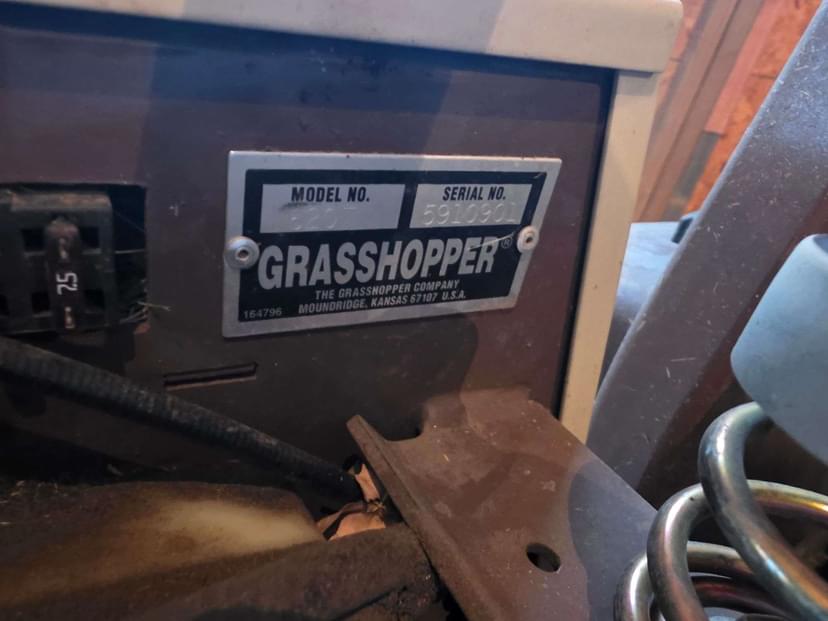 MODEL NO. SERIAL NO.
5910901
GRASSHOPPER®
THE GRASSHOPPER COMPANY
MOUNDRIDGE, KANSAS 67107 U.S.A.
164796
7.5